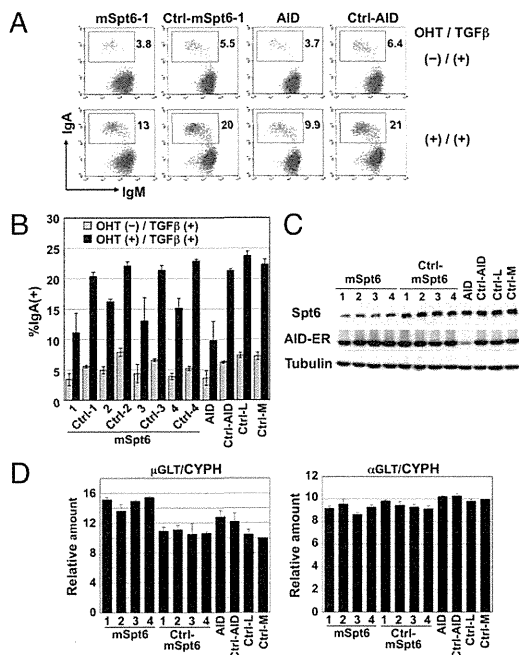 A
mSpt6-1 Ctrl-mSpt6-1 AID Ctrl-AID OHT / TGFβ
3.8 5.5 3.7 6.4 (–) / (+)
13 20 9.9 21 (+) / (+)
IgA
IgM
B
OHT (–) / TGFβ (+)
OHT (+) / TGFβ (+)
%IgA(+)
30
25
20
15
10
5
0
1 Ctrl-1 2 Ctrl-2 3 Ctrl-3 4 Ctrl-4 AID Ctrl-AID Ctrl-L Ctrl-M
mSpt6
C
mSpt6 Ctrl-mSpt6 AID Ctrl-AID Ctrl-L Ctrl-M
1 2 3 4 1 2 3 4
Spt6
AID-ER
Tubulin
D
μGLT/CYPH
Relative amount
16
14
12
10
1 2 3 4 1 2 3 4 AID Ctrl-AID Ctrl-L Ctrl-M
mSpt6 Ctrl-mSpt6
αGLT/CYPH
Relative amount
12
10
8
6
4
2
0
1 2 3 4 1 2 3 4 AID Ctrl-AID Ctrl-L Ctrl-M
mSpt6 Ctrl-mSpt6